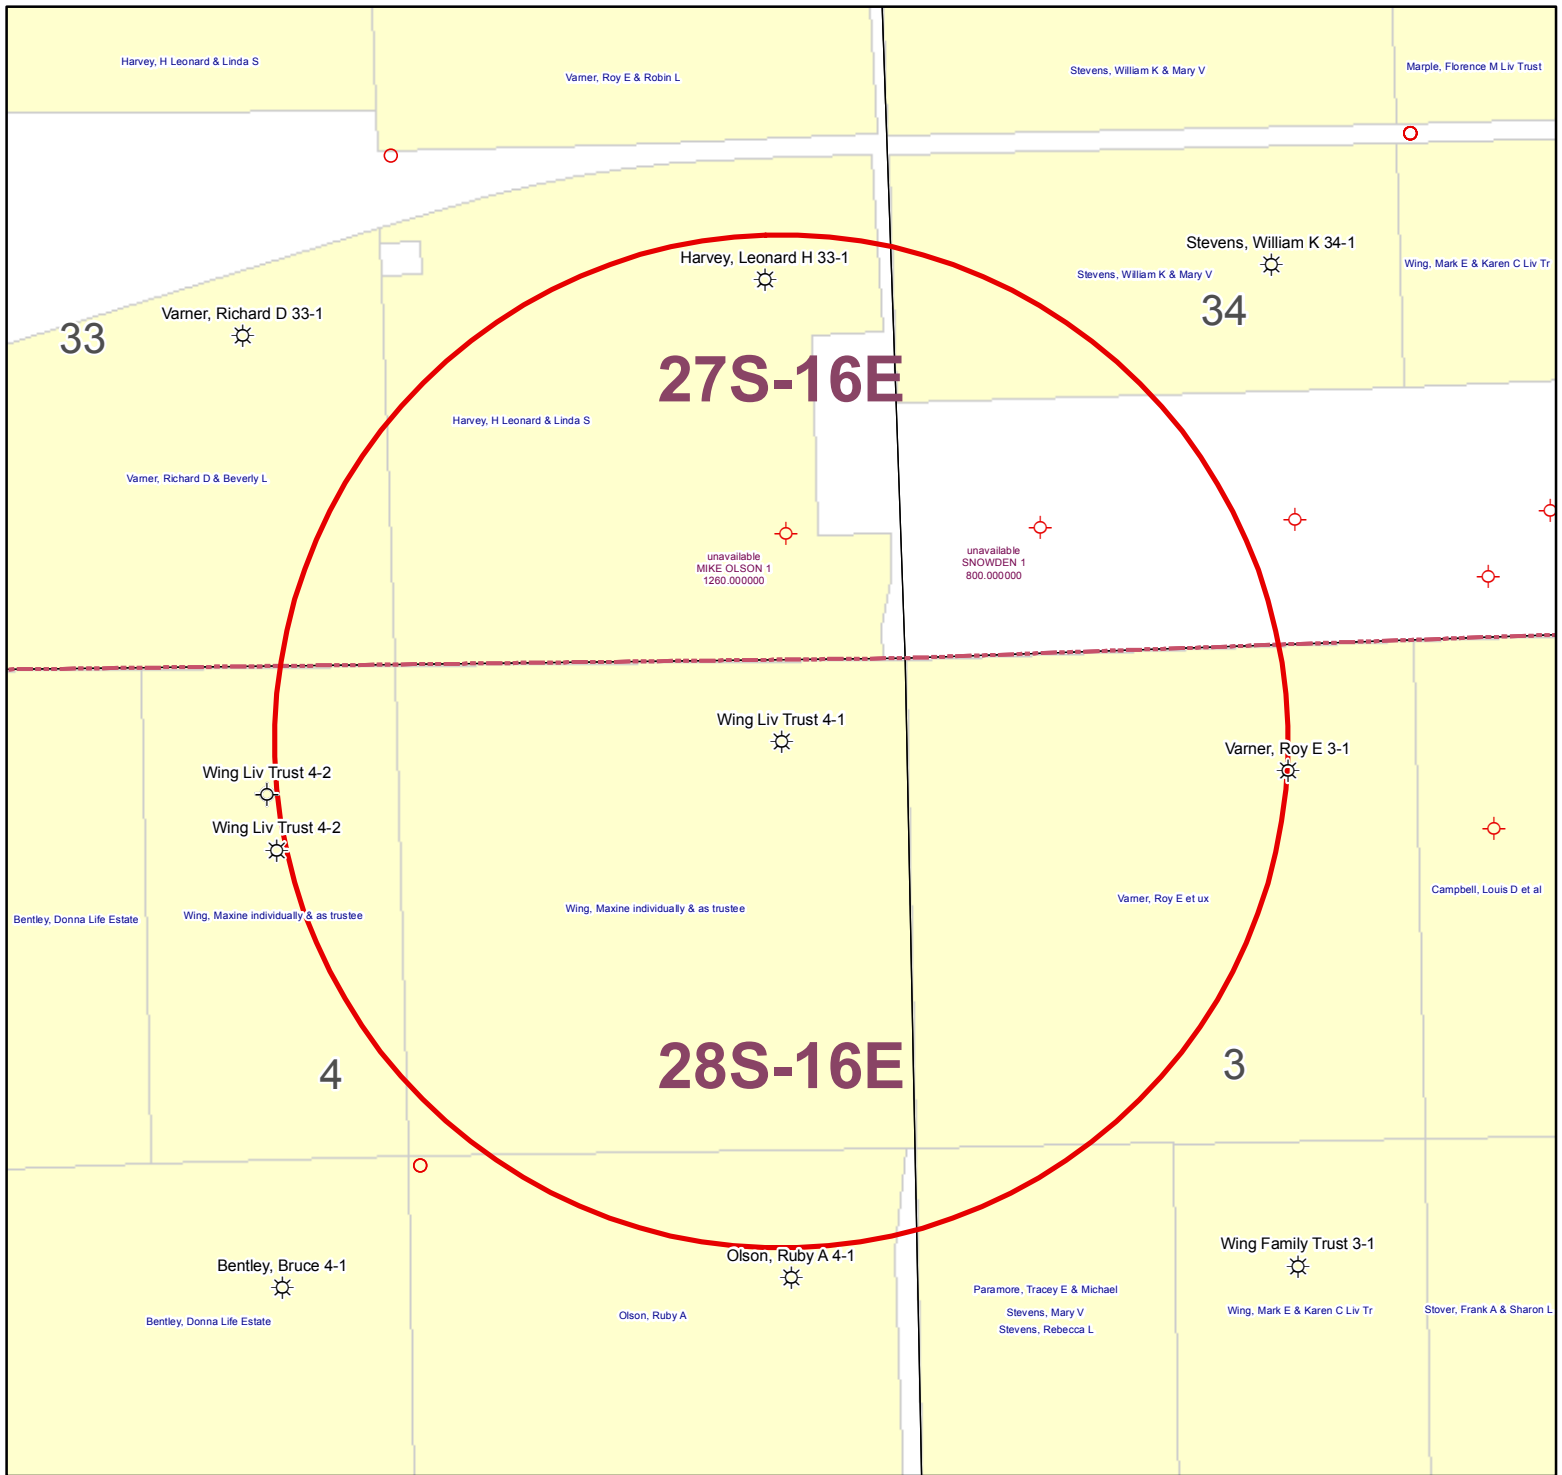 Harvey, H Leonard & Linda S
Varner, Roy E & Robin L
Stevens, William K & Mary V
Marple, Florence M Liv Trust
Stevens, William K 34-1
Harvey, Leonard H 33-1
Stevens, William K & Mary V
Wing, Mark E & Karen C Liv Tr
34
Varner, Richard D 33-1
33
27S-16E
Harvey, H Leonard & Linda S
Varner, Richard D & Beverly L
unavailable
MIKE OLSON 1
1260.000000
unavailable
SNOWDEN 1
800.000000
Wing Liv Trust 4-1
Varner, Roy E 3-1
Wing Liv Trust 4-2
Wing Liv Trust 4-2
Campbell, Louis D et al
Varner, Roy E et ux
Wing, Maxine individually & as trustee
Wing, Maxine individually & as trustee
Bentley, Donna Life Estate
28S-16E
3
4
Wing Family Trust 3-1
Olson, Ruby A 4-1
Bentley, Bruce 4-1
Paramore, Tracey E & Michael
Stevens, Mary V
Stevens, Rebecca L
Wing, Mark E & Karen C Liv Tr
Stover, Frank A & Sharon L
Olson, Ruby A
Bentley, Donna Life Estate